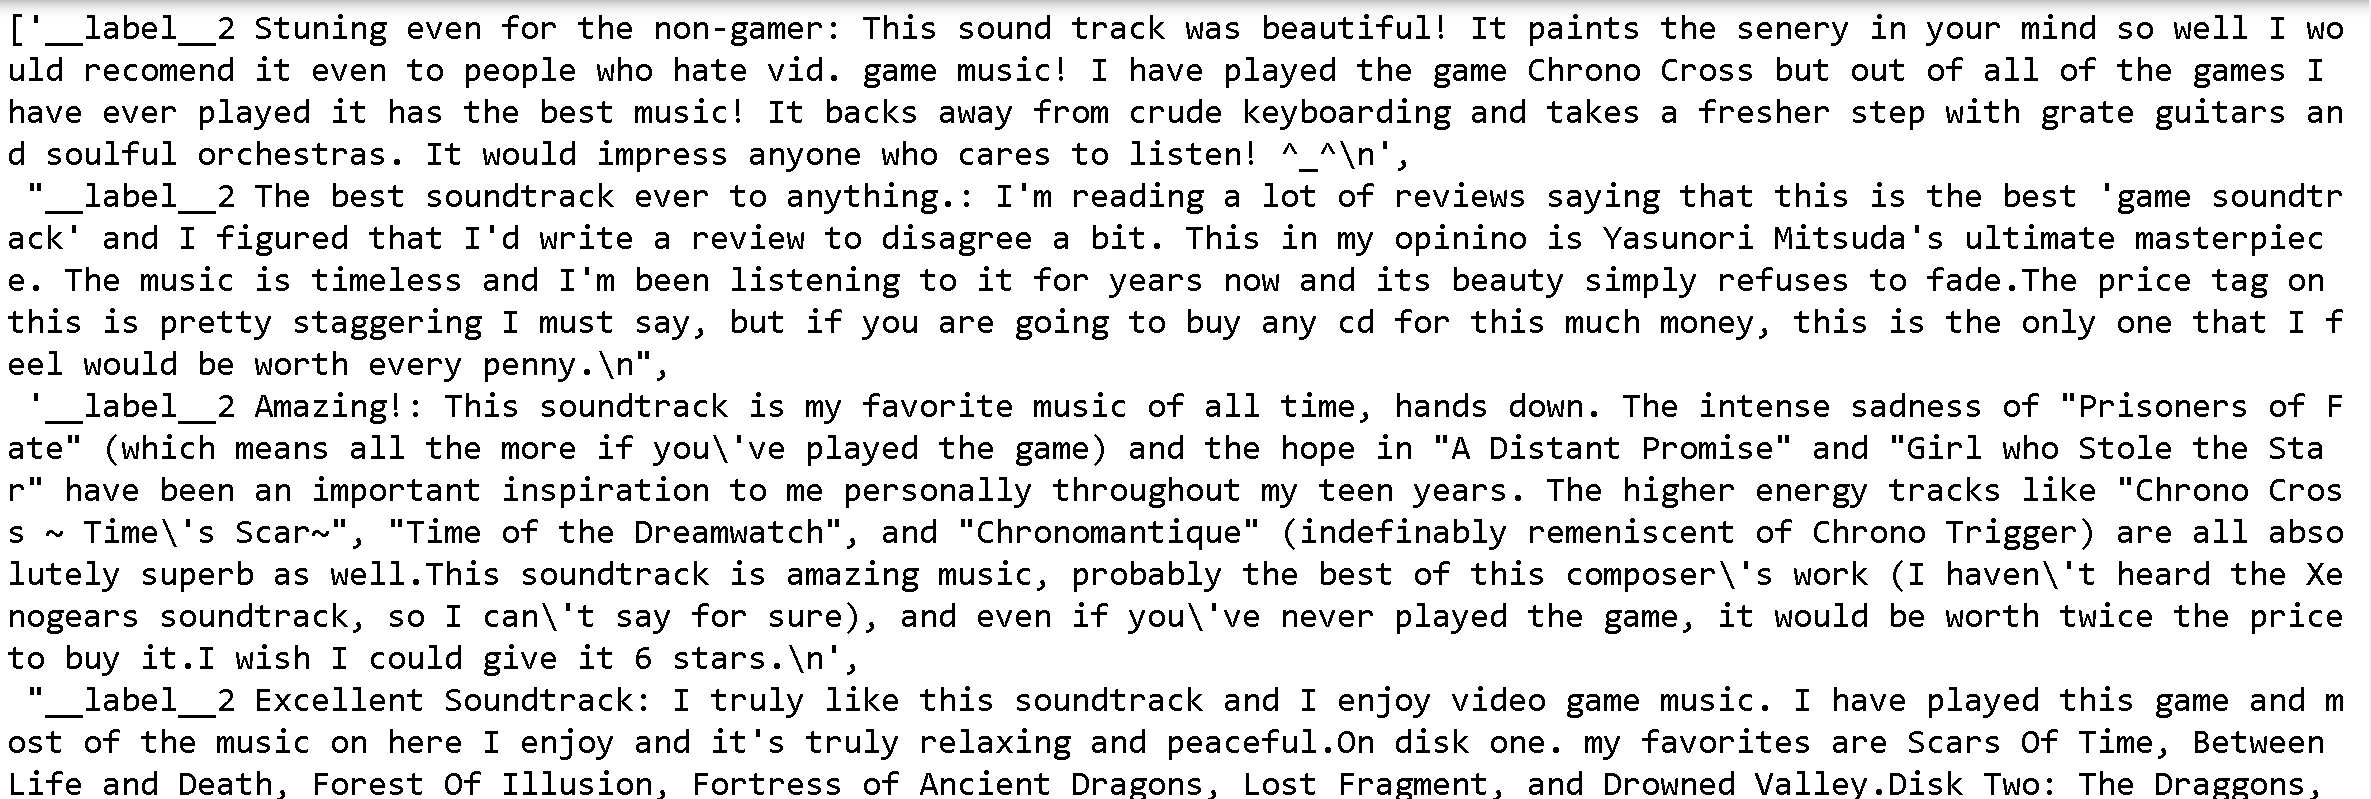 ['__label__2 Stuning even for the non-gamer: This sound track was beautiful! It paints the senery in your mind so well I wo
uld recomend it even to people who hate vid. game music! I have played the game Chrono Cross but out of all of the games I
have ever played it has the best music! It backs away from crude keyboarding and takes a fresher step with grate guitars an
d soulful orchestras. It would impress anyone who cares to listen! ^_^\n',
"__label__2 The best soundtrack ever to anything.: I'm reading a lot of reviews saying that this is the best 'game soundtr
ack' and I figured that I'd write a review to disagree a bit. This in my opinino is Yasunori Mitsuda's ultimate masterpiec
e. The music is timeless and I'm been listening to it for years now and its beauty simply refuses to fade.The price tag on
this is pretty staggering I must say, but if you are going to buy any cd for this much money, this is the only one that I f
eel would be worth every penny.\n",
'__label__2 Amazing!: This soundtrack is my favorite music of all time, hands down. The intense sadness of "Prisoners of F
ate" (which means all the more if you\'ve played the game) and the hope in "A Distant Promise" and "Girl who Stole the Sta
r" have been an important inspiration to me personally throughout my teen years. The higher energy tracks like "Chrono Cros
s ~ Time\'s Scar~", "Time of the Dreamwatch", and "Chronomantique" (indefinably remeniscent of Chrono Trigger) are all abso
lutely superb as well.This soundtrack is amazing music, probably the best of this composer\'s work (I haven\'t heard the Xe
nogears soundtrack, so I can\'t say for sure), and even if you\'ve never played the game, it would be worth twice the price
to buy it.I wish I could give it 6 stars.\n',
"__label__2 Excellent Soundtrack: I truly like this soundtrack and I enjoy video game music. I have played this game and m
ost of the music on here I enjoy and it's truly relaxing and peaceful.On disk one. my favorites are Scars Of Time, Between
Life and Death, Forest Of Illusion, Fortress of Ancient Dragons, Lost Fragment, and Drowned Valley.Disk Two: The Draggons,